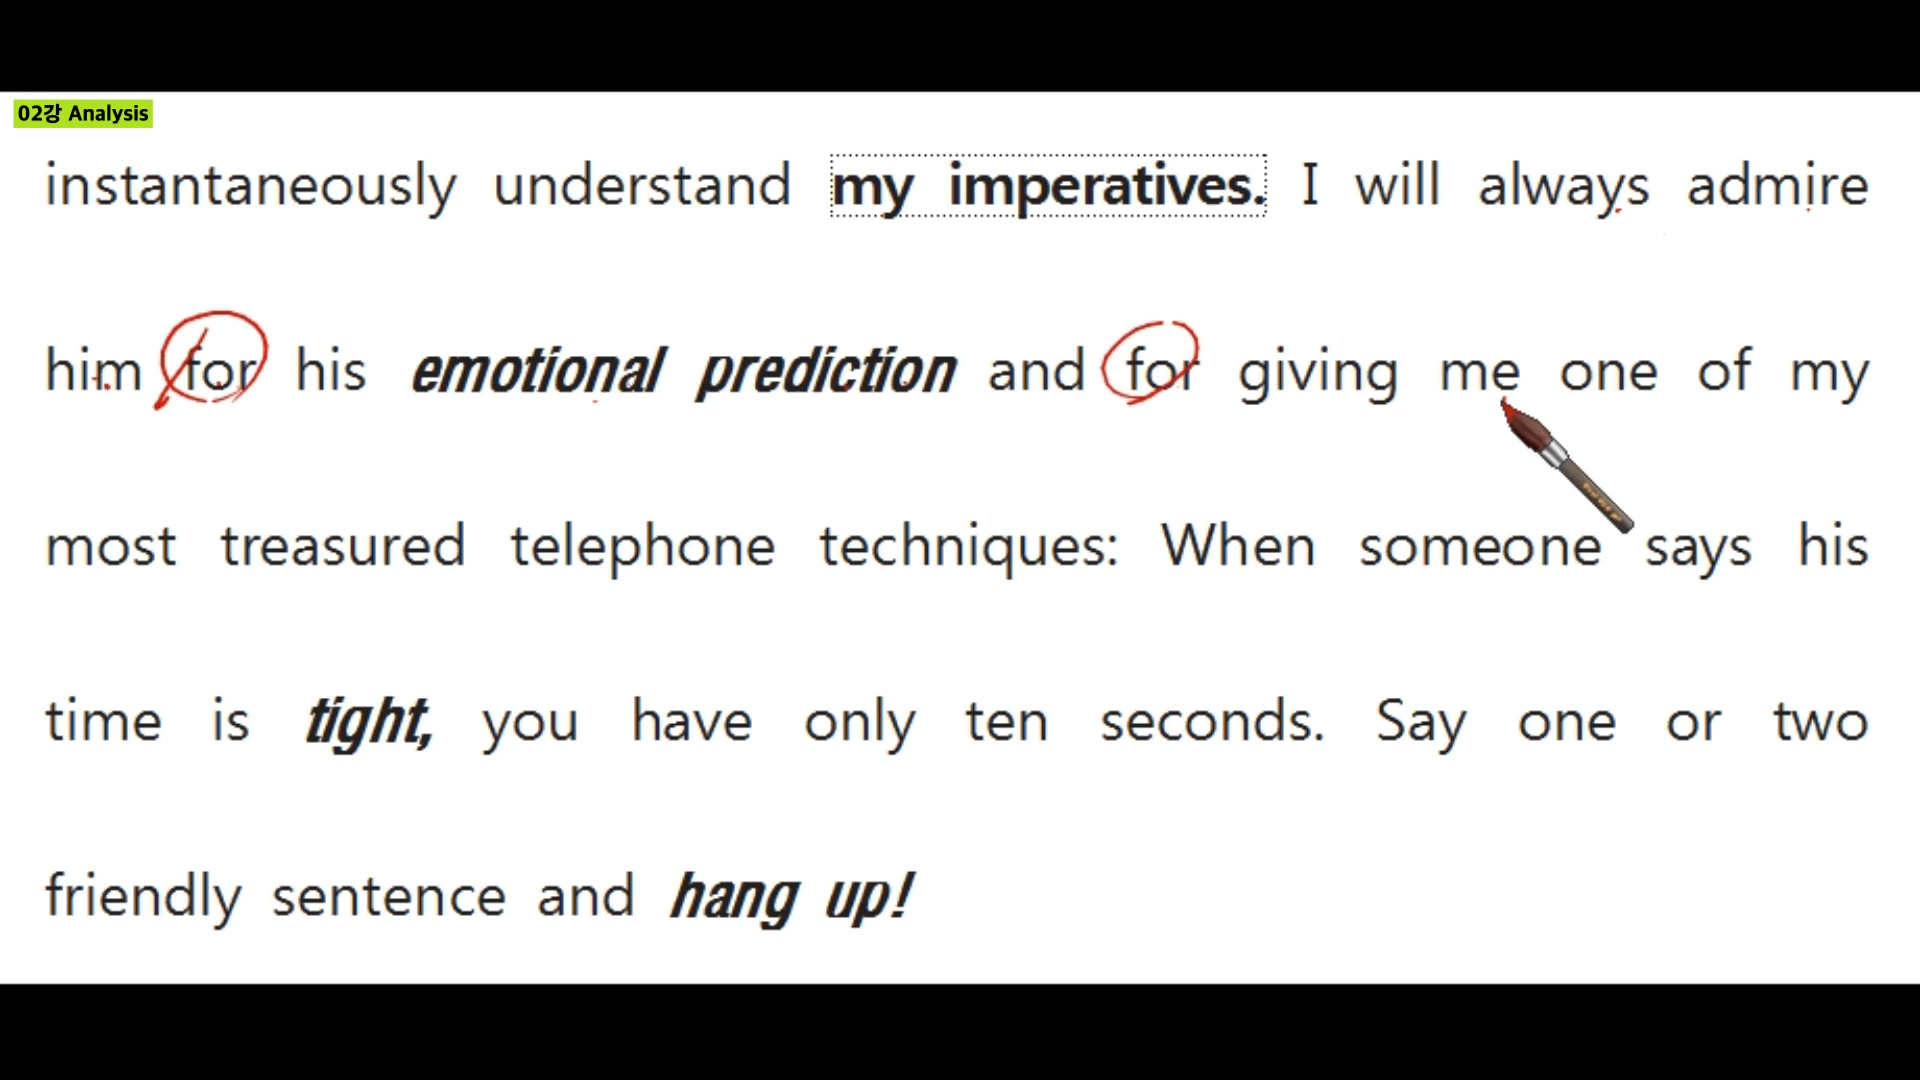 02강 Analysis
instantaneously understand my imperatives. I will always admire
him for his emotional prediction and for giving me one of my
most treasured telephone techniques: When someone says his
time is tight, you have only ten seconds. Say one or two
friendly sentence and hang up!